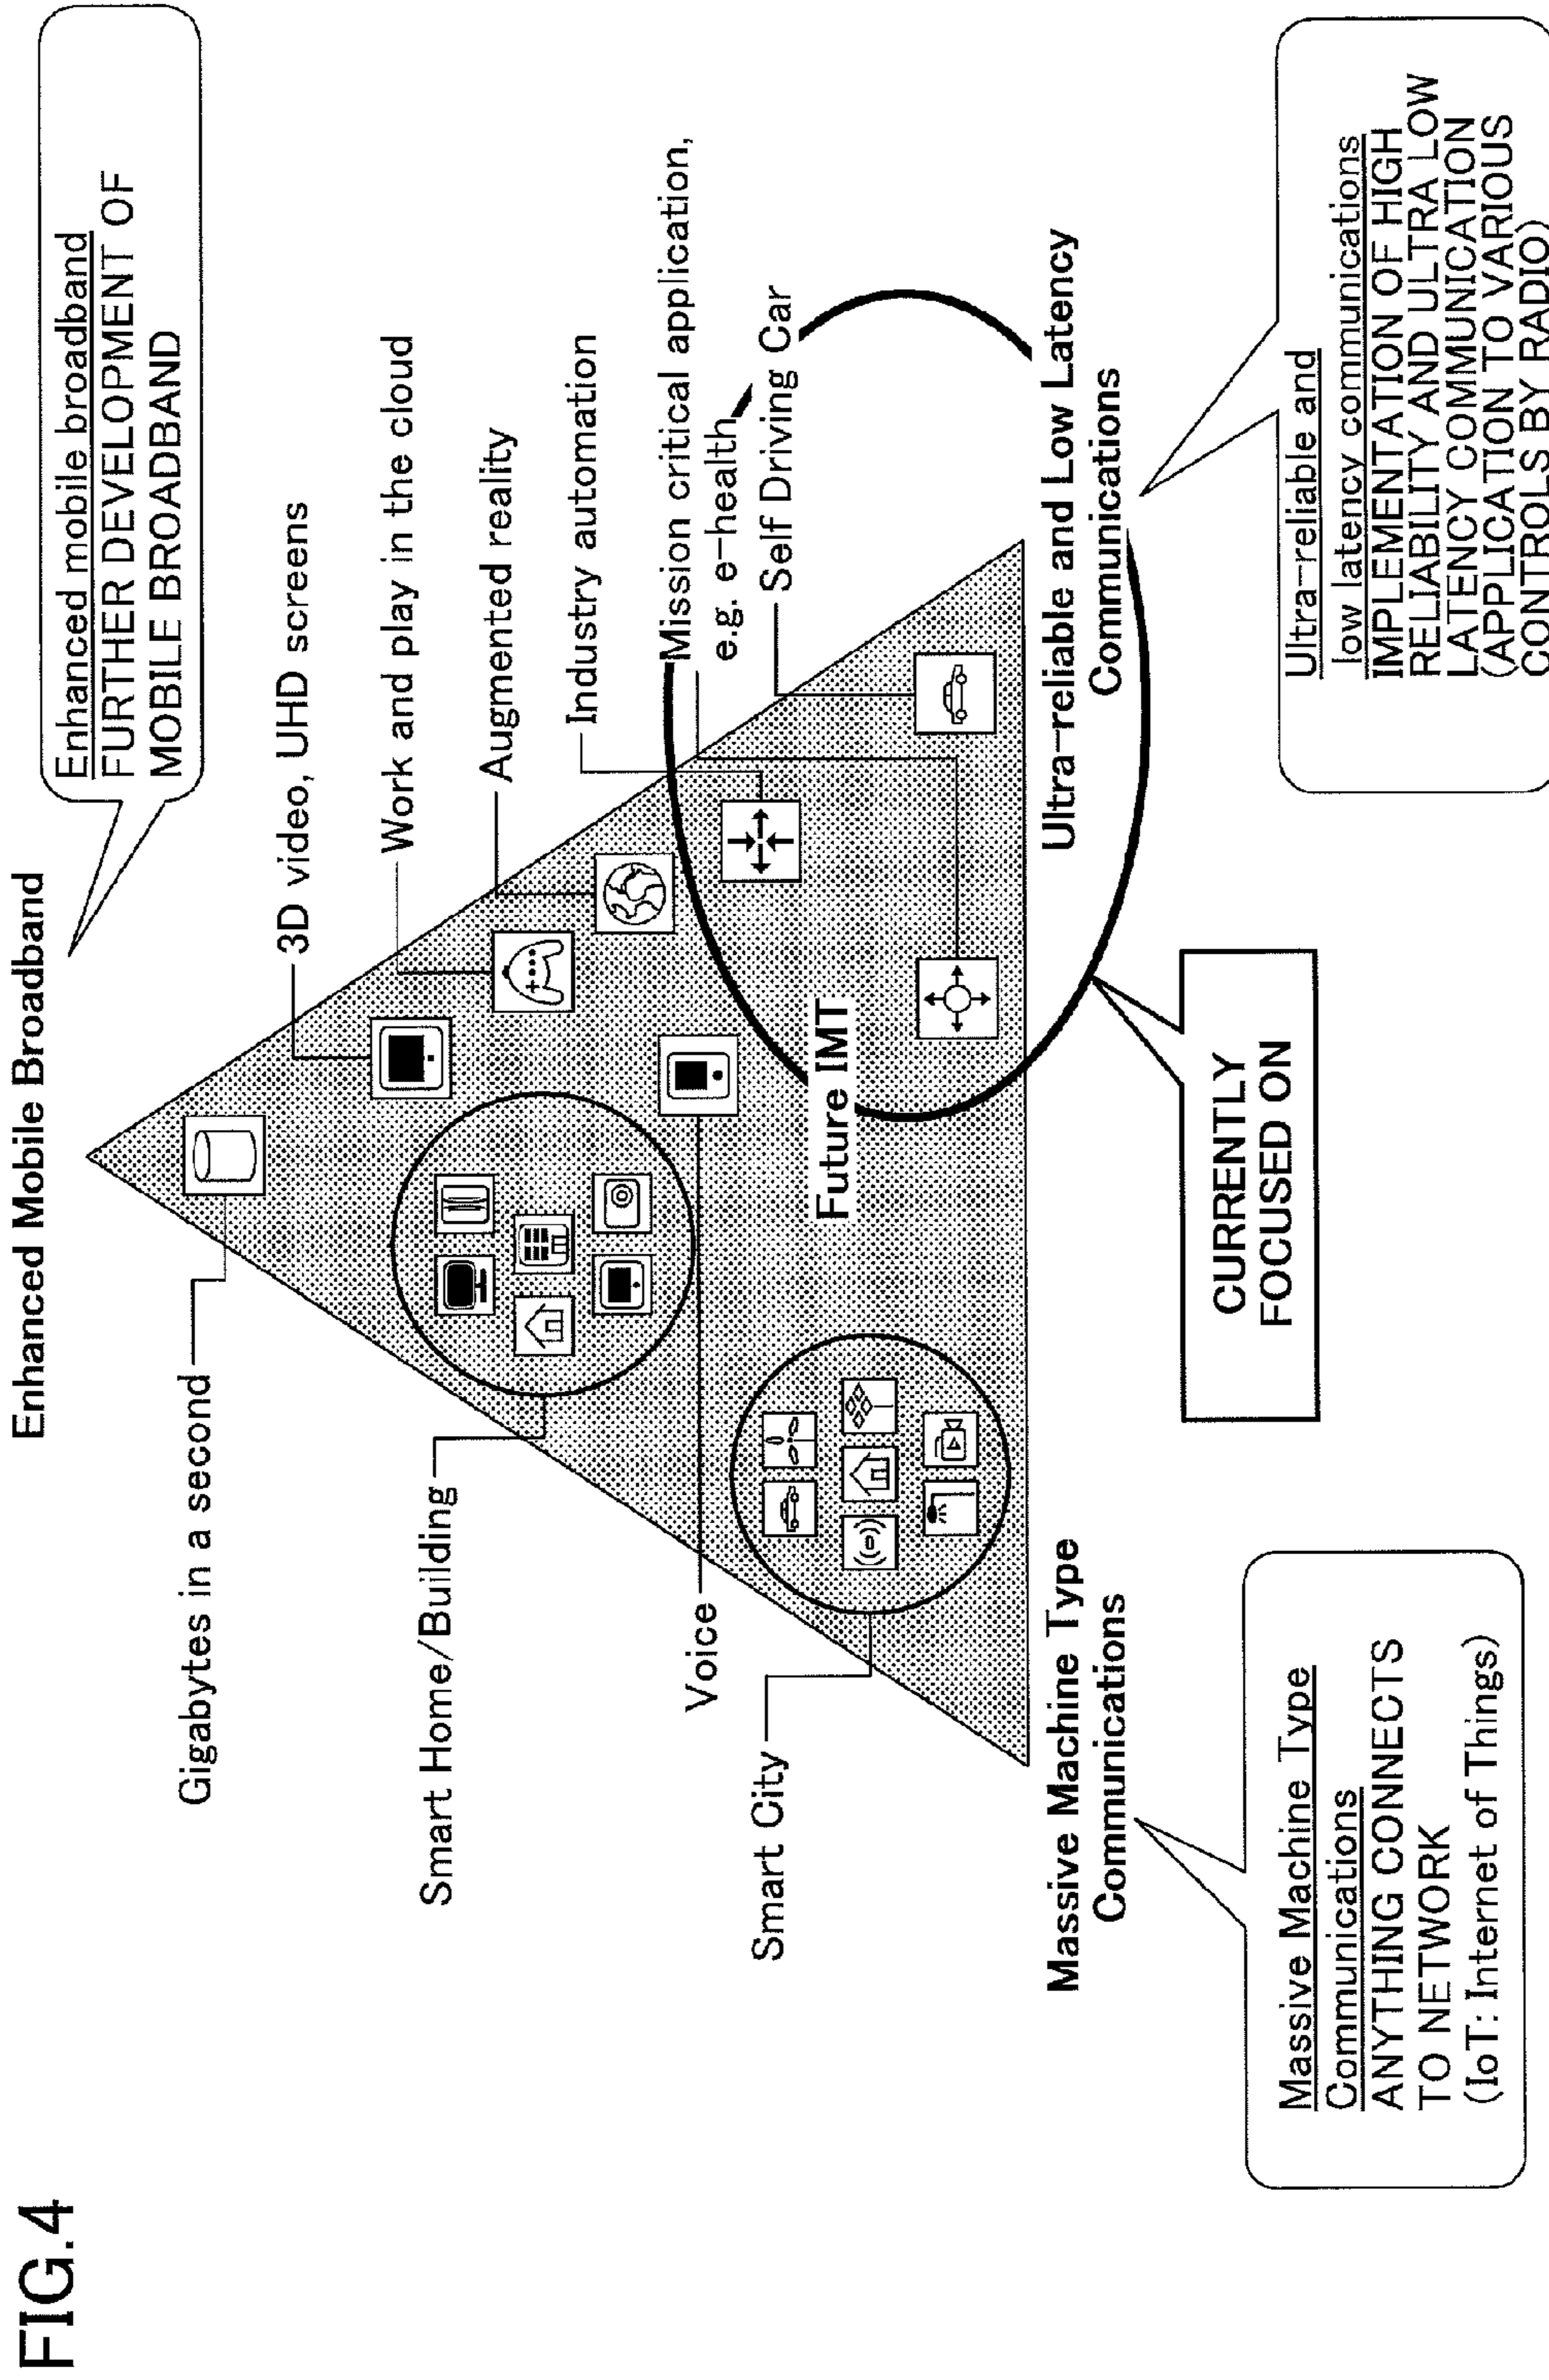 FIG.4
Enhanced Mobile Broadband
Enhanced mobile broadband
FURTHER DEVELOPMENT OF
MOBILE BROADBAND
Gigabytes in a second
3D video, UHD screens
Work and play in the cloud
Smart Home/Building
Augmented reality
Industry automation
Voice
Mission critical application,
e.g. e-health
Smart City
Self Driving Car
Future IMT
Massive Machine Type
Communications
Ultra-reliable and Low Latency
Communications
CURRENTLY
FOCUSED ON
Massive Machine Type
Communications
ANYTHING CONNECTS
TO NETWORK
(IoT: Internet of Things)
Ultra-reliable and
low latency communications
IMPLEMENTATION OF HIGH
RELIABILITY AND ULTRA LOW
LATENCY COMMUNICATION
(APPLICATION TO VARIOUS
CONTROLS BY RADIO)